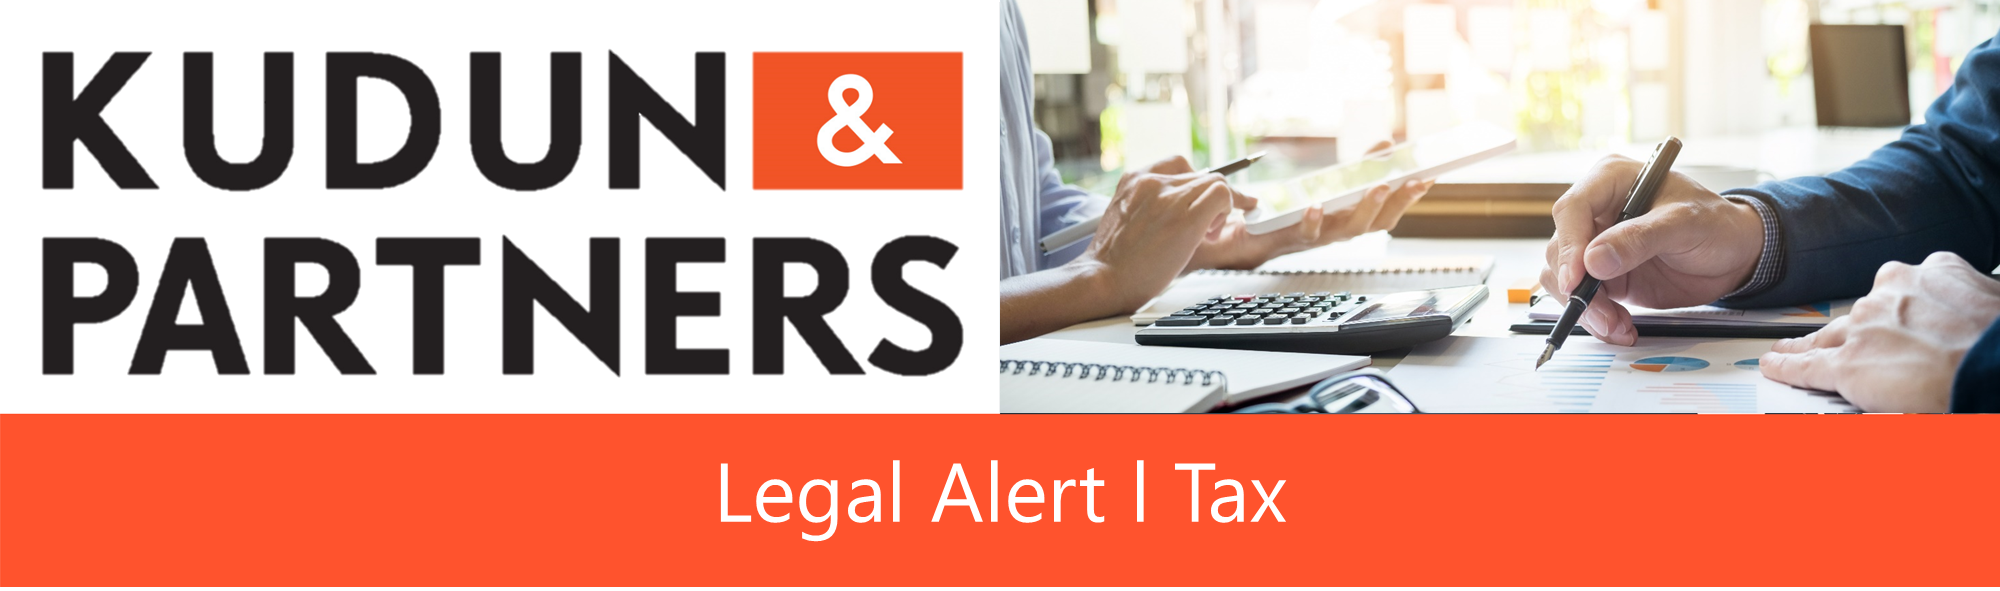 KUDUN &
PARTNERS
Legal Alert | Tax